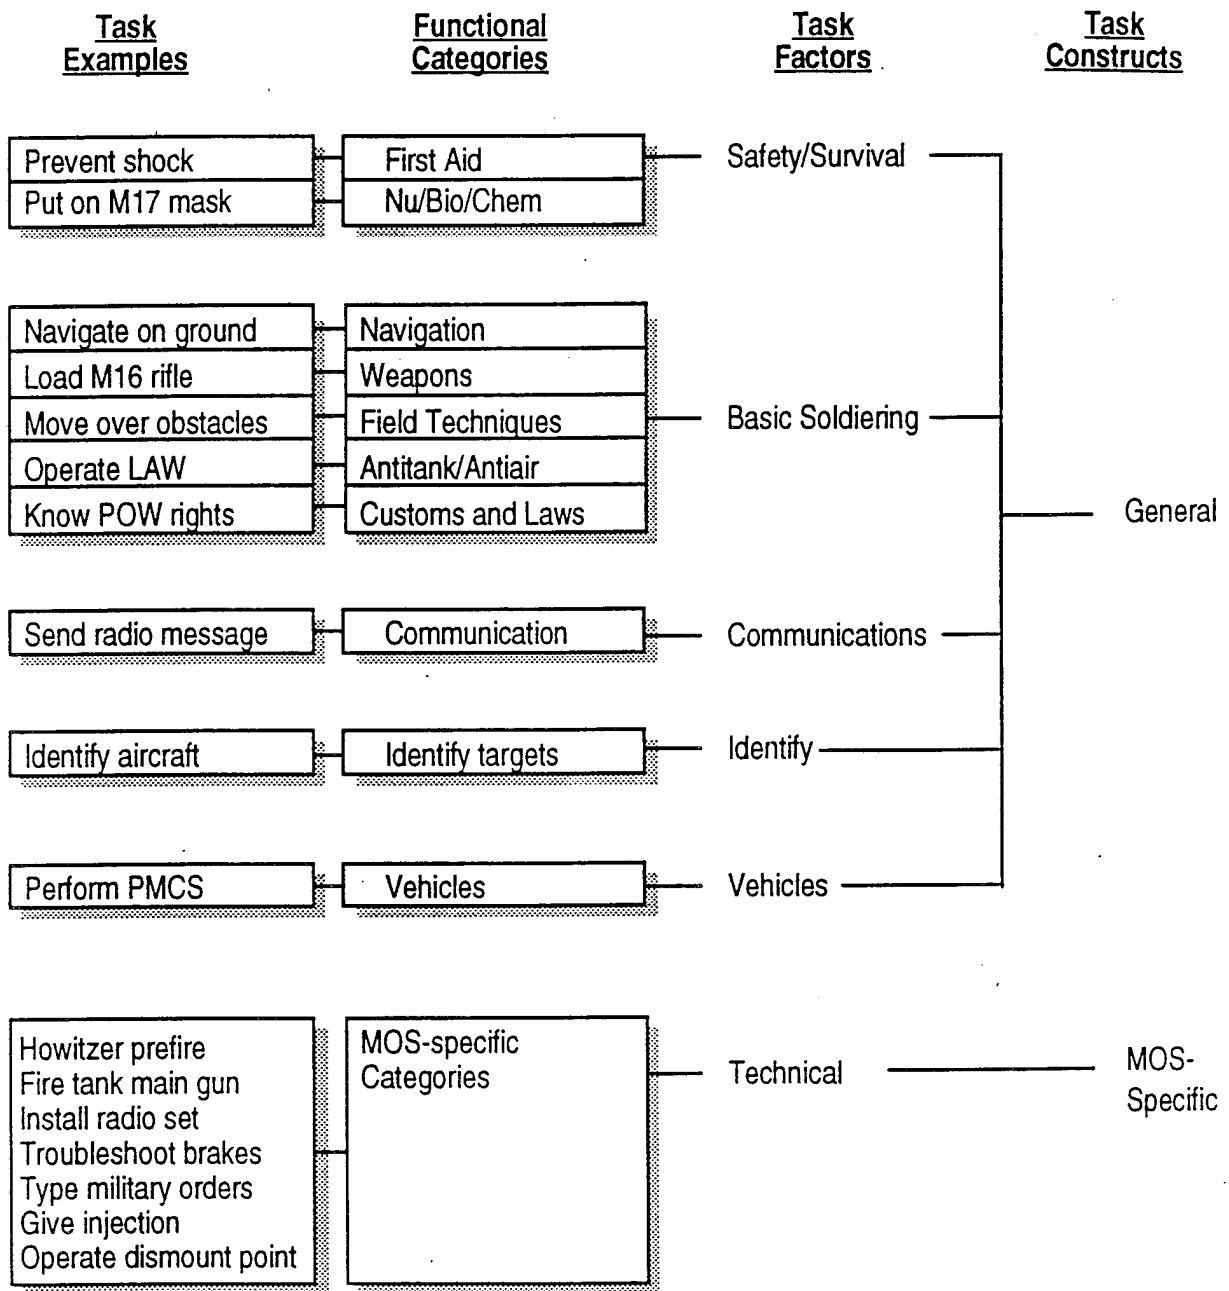 Task Examples
Functional Categories
Task Factors
Task Constructs
Prevent shock
First Aid
Safety/Survival
Put on M17 mask
Nu/Bio/Chem
Navigate on ground
Navigation
Load M16 rifle
Weapons
Move over obstacles
Field Techniques
Basic Soldiering
Operate LAW
Antitank/Antiair
Know POW rights
Customs and Laws
General
Send radio message
Communication
Communications
Identify aircraft
Identify targets
Identify
Perform PMCS
Vehicles
Vehicles
Howitzer prefire
Fire tank main gun
Install radio set
Troubleshoot brakes
Type military orders
Give injection
Operate dismount point
MOS-specific
Categories
Technical
MOS-
Specific